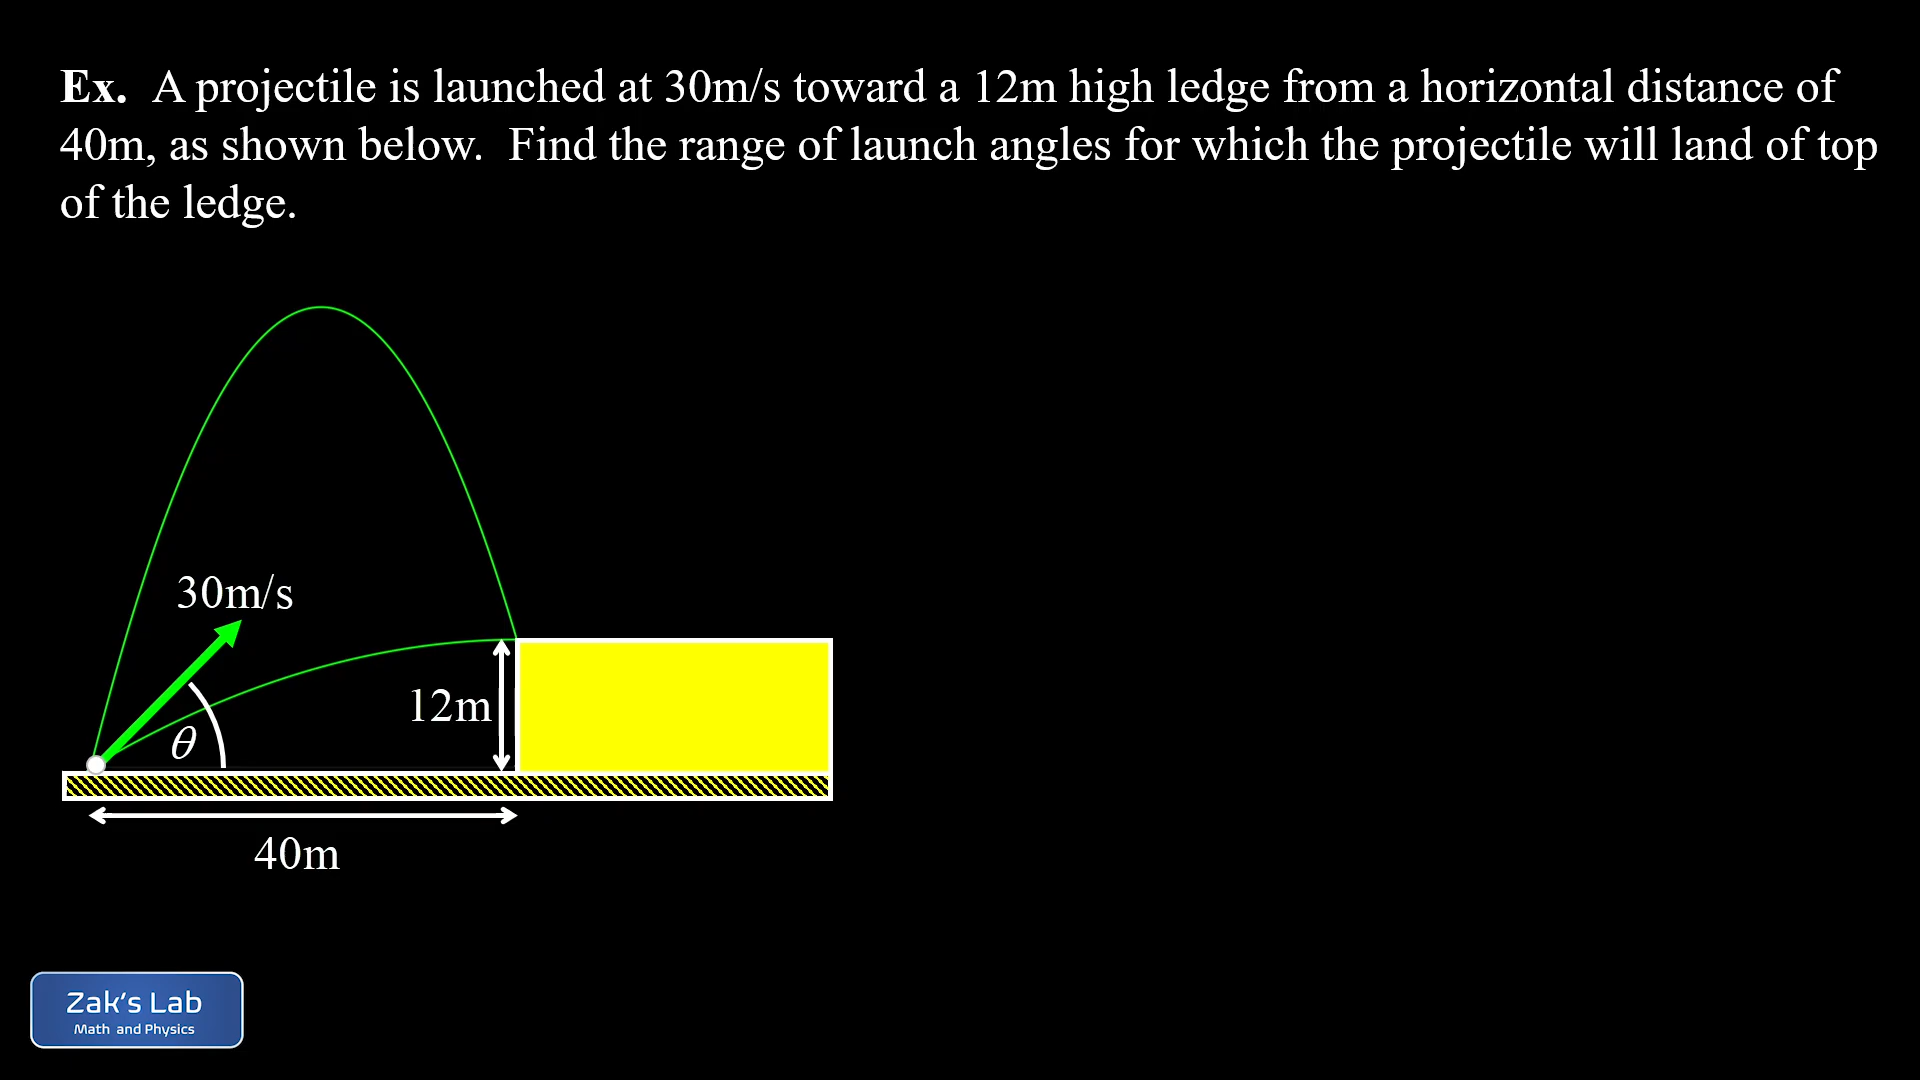 Ex. A projectile is launched at 30m/s toward a 12m high ledge from a horizontal distance of
40m, as shown below. Find the range of launch angles for which the projectile will land of top
of the ledge.
30m/s
12m
θ
40m
Zak's Lab
Math and Physics